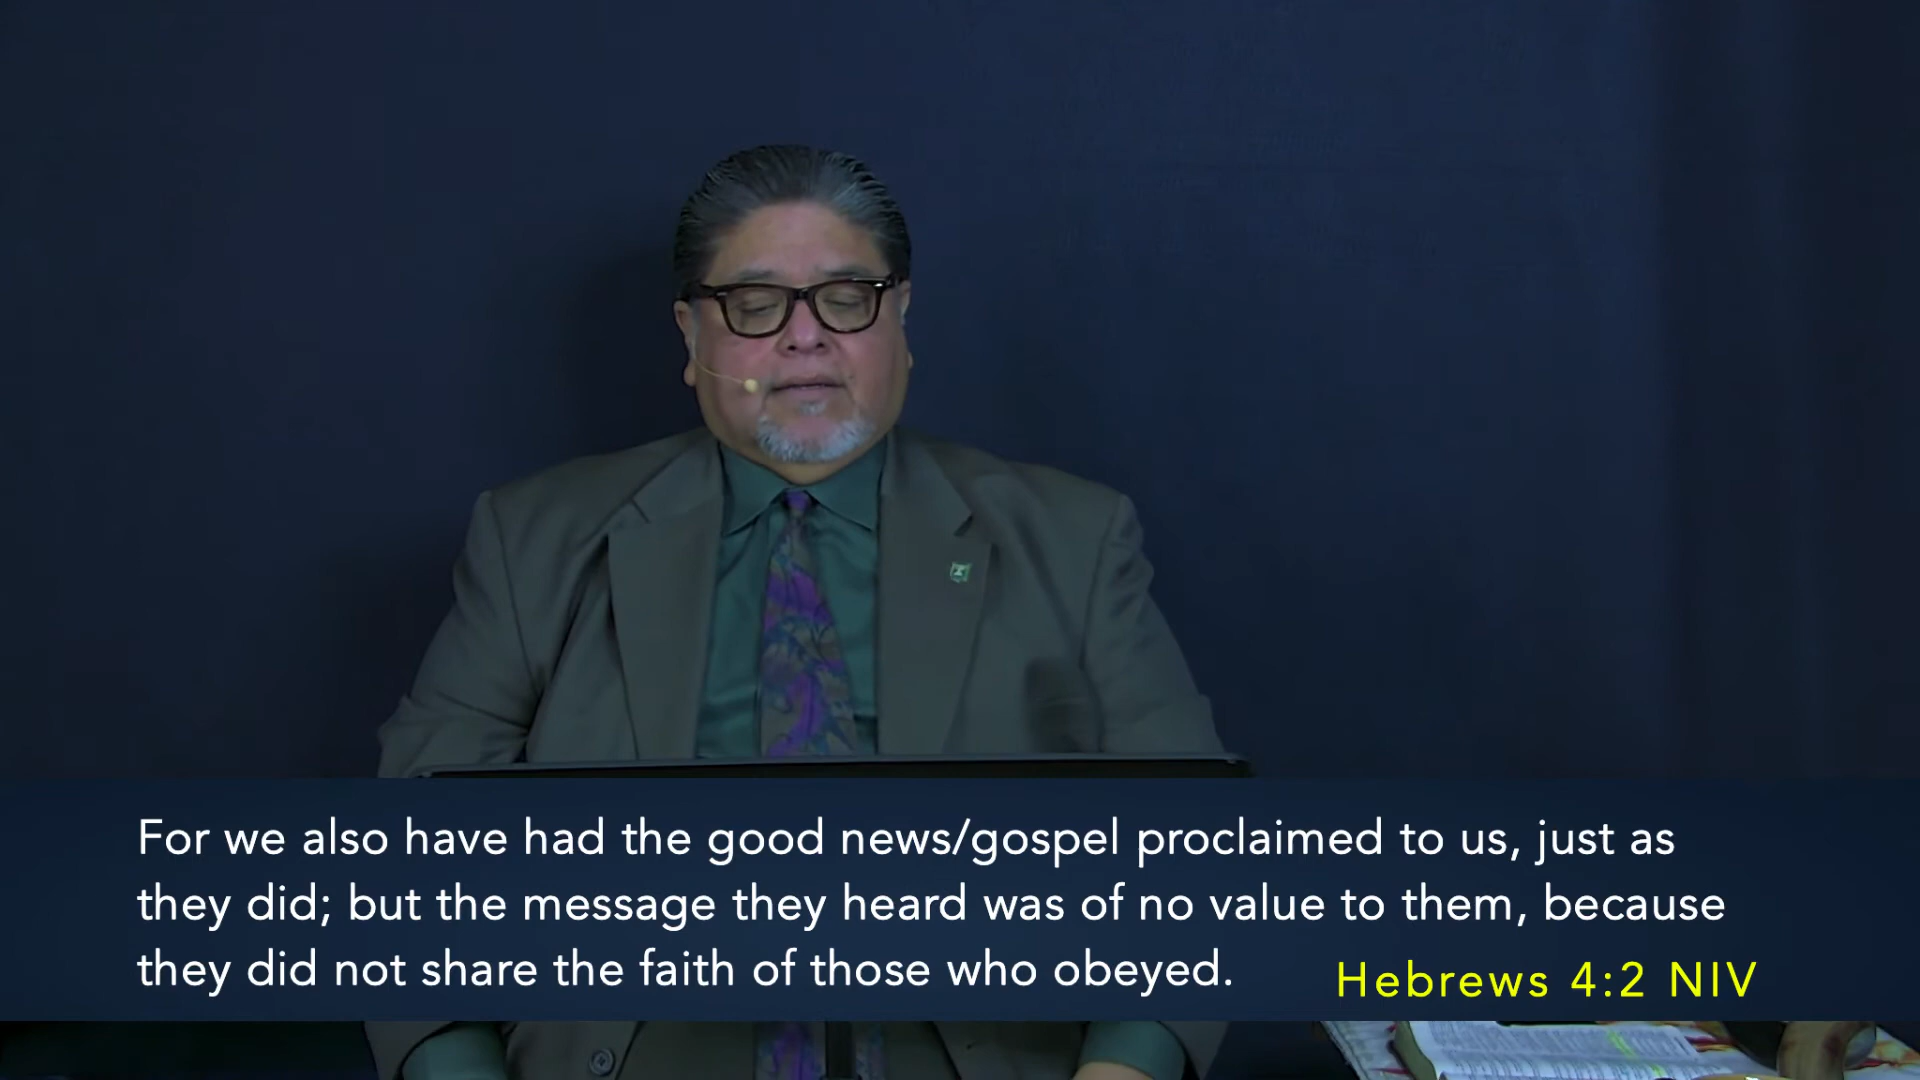 For we also have had the good news/gospel proclaimed to us, just as
they did; but the message they heard was of no value to them, because
they did not share the faith of those who obeyed.
Hebrews 4:2 NIV